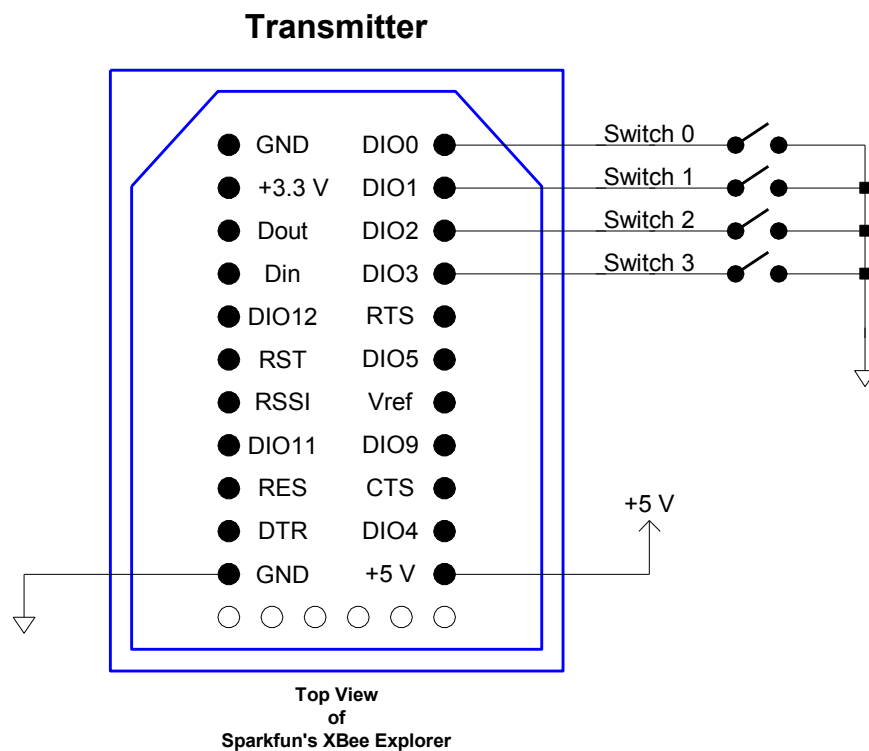 Transmitter
GND DIO0 Switch 0
+3.3 V DIO1 Switch 1
Dout DIO2 Switch 2
Din DIO3 Switch 3
DIO12 RTS
RST DIO5
RSSI Vref
DIO11 DIO9
RES CTS
+5 V
DTR DIO4
GND +5 V
Top View
of
Sparkfun's XBee Explorer